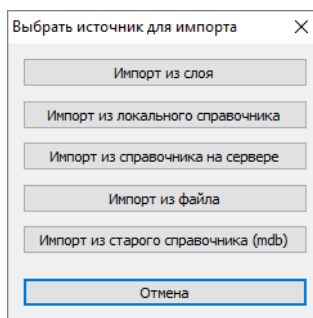 Выбрать источник для импорта
Импорт из слоя
Импорт из локального справочника
Импорт из справочника на сервере
Импорт из файла
Импорт из старого справочника (mdb)
Отмена